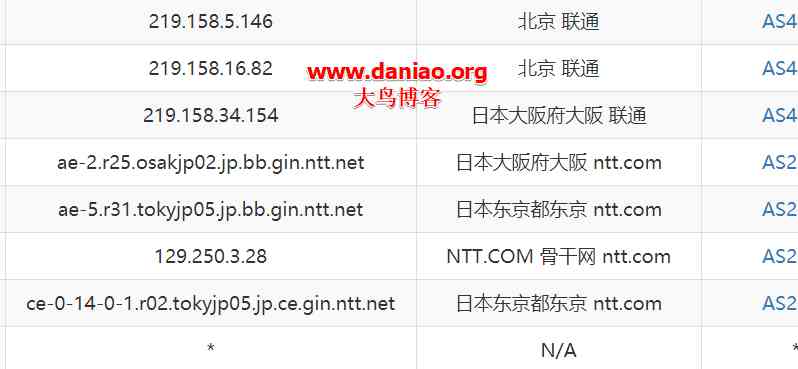 219.158.5.146 北京 联通 AS4
219.158.16.82 北京 联通 AS4
www.daniao.org
大鸟博客
219.158.34.154 日本大阪府大阪 联通 AS4
ae-2.r25.osakjp02.jp.bb.gin.ntt.net 日本大阪府大阪 ntt.com AS2
ae-5.r31.tokyjp05.jp.bb.gin.ntt.net 日本东京都东京 ntt.com AS2
129.250.3.28 NTT.COM 骨干网 ntt.com AS2
ce-0-14-0-1.r02.tokyjp05.jp.ce.gin.ntt.net 日本东京都东京 ntt.com AS2
* N/A *